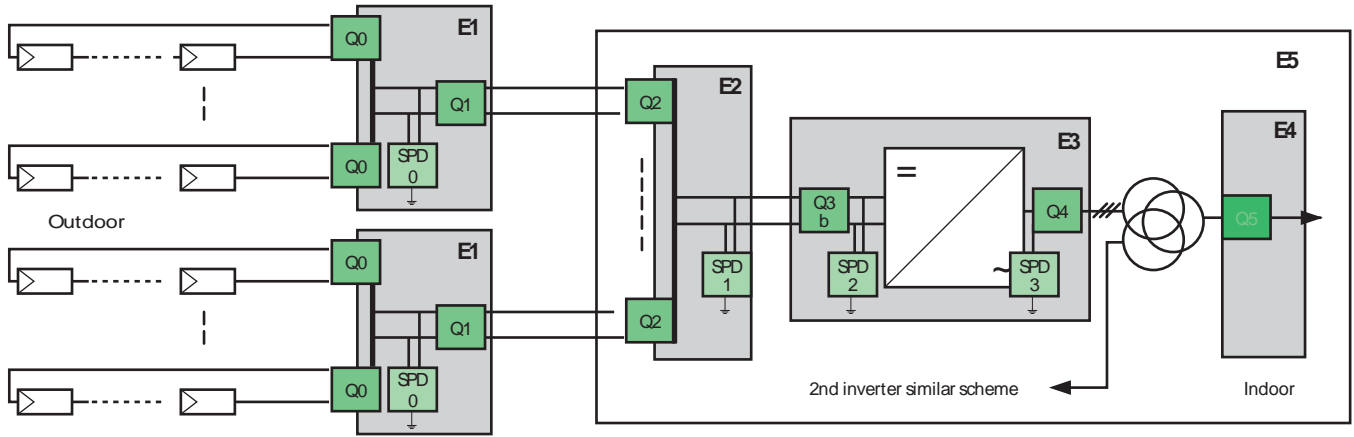 Q0
E1
Q1
SPD
0
Q0
Outdoor
Q0
E1
Q1
SPD
0
Q0
E5
E2
Q2
Q2
SPD
1
E3
Q3
b
=
Q4
SPD
2
~
SPD
3
E4
Q5
2nd inverter similar scheme
Indoor